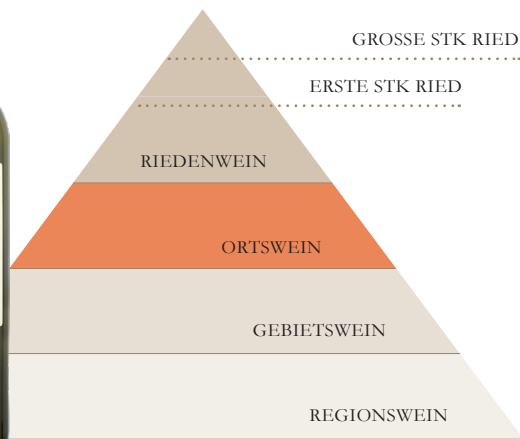 GROSSE STK RIED
ERSTE STK RIED
RIEDENWEIN
ORTSWEIN
GEBIETSWEIN
REGIONSWEIN